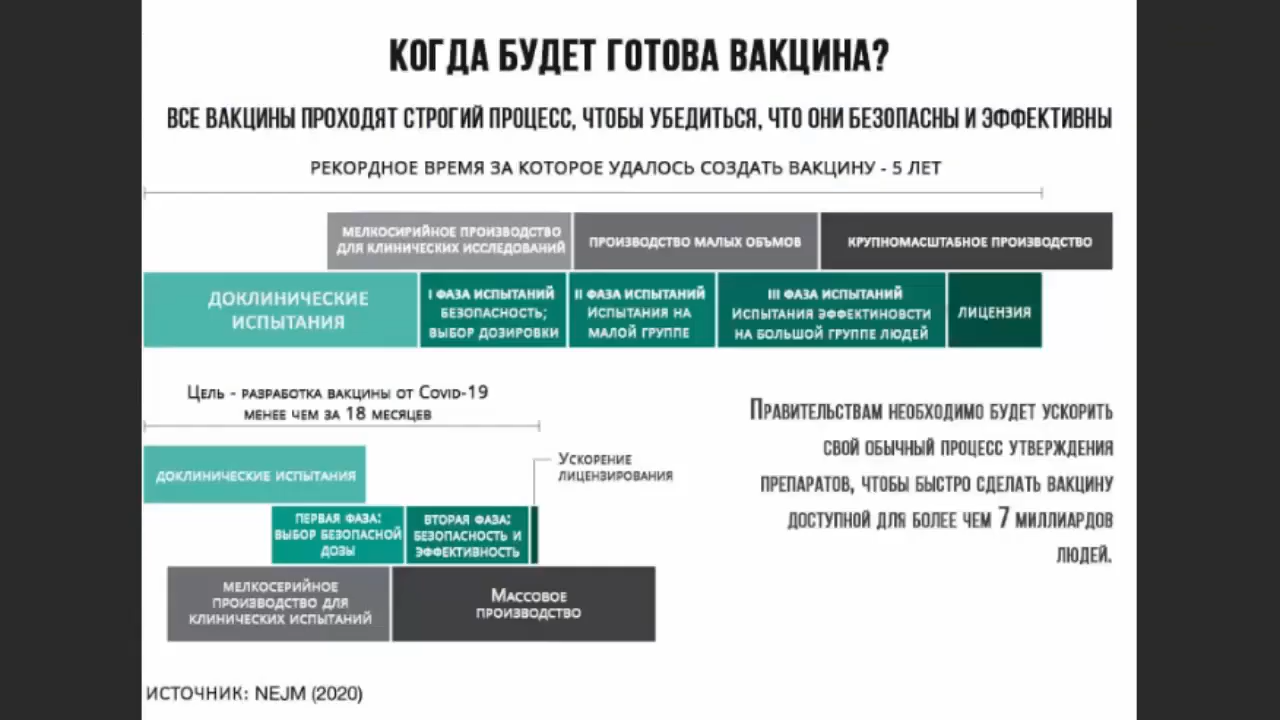 КОГДА БУДЕТ ГОТОВА ВАКЦИНА?
ВСЕ ВАКЦИНЫ ПРОХОДЯТ СТРОГИЙ ПРОЦЕСС, ЧТОБЫ УБЕДИТЬСЯ, ЧТО ОНИ БЕЗОПАСНЫ И ЭФФЕКТИВНЫ
РЕКОРДНОЕ ВРЕМЯ ЗА КОТОРОЕ УДАЛОСЬ СОЗДАТЬ ВАКЦИНУ - 5 ЛЕТ
МЕЛКОСИРИЙНОЕ ПРОИЗВОДСТВО
ДЛЯ КЛИНИЧЕСКИХ ИССЛЕДОВАНИЙ
ПРОИЗВОДСТВО МАЛЫХ ОБЪМОВ
КРУПНОМАСШТАБНОЕ ПРОИЗВОДСТВО
ДОКЛИНИЧЕСКИЕ
ИСПЫТАНИЯ
I ФАЗА ИСПЫТАНИЙ
БЕЗОПАСНОСТЬ;
ВЫБОР ДОЗИРОВКИ
II ФАЗА ИСПЫТАНИЙ
ИСПЫТАНИЯ НА
МАЛОЙ ГРУППЕ
III ФАЗА ИСПЫТАНИЙ
ИСПЫТАНИЯ ЭФФЕКТИНОВСТИ
НА БОЛЬШОЙ ГРУППЕ ЛЮДЕЙ
ЛИЦЕНЗИЯ
Цель - разработка вакцины от Covid-19
менее чем за 18 месяцев
ДОКЛИНИЧЕСКИЕ ИСПЫТАНИЯ
Ускорение
лицензирования
ПЕРВАЯ ФАЗА:
ВЫБОР БЕЗОПАСНОЙ
ДОЗЫ
ВТОРАЯ ФАЗА:
БЕЗОПАСНОСТЬ И
ЭФФЕКТИВНОСТЬ
МЕЛКОСЕРИЙНОЕ
ПРОИЗВОДСТВО ДЛЯ
КЛИНИЧЕСКИХ ИСПЫТАНИЙ
Массовое
производство
Правительствам необходимо будет ускорить
свой обычный процесс утверждения
препаратов, чтобы быстро сделать вакцину
доступной для более чем 7 миллиардов
людей.
ИСТОЧНИК: NEJM (2020)